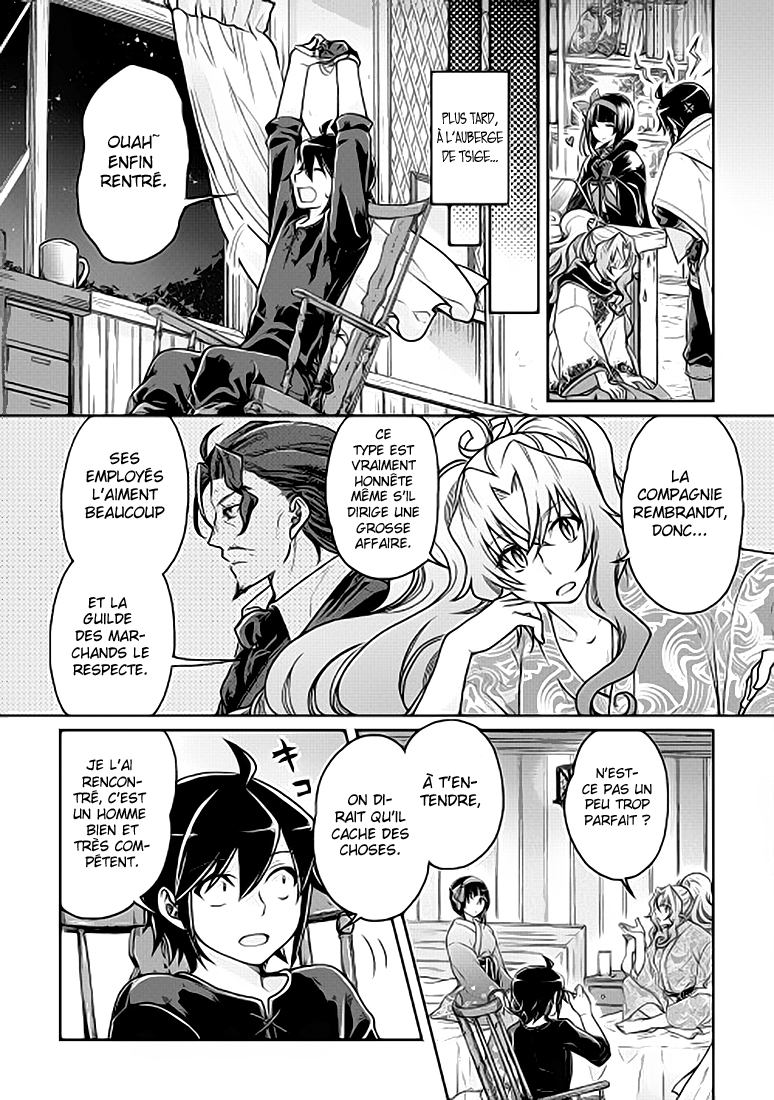 PLUS TARD,
À L'AUBERGE
DE TSIGE...
OUAH~
ENFIN
RENTRÉ.
LA
COMPAGNIE
REMBRANDT,
DONC...
CE
TYPE EST
VRAIMENT
HONNÊTE
MÊME S'IL
DIRIGE UNE
GROSSE
AFFAIRE.
SES
EMPLOYÉS
L'AIMENT
BEAUCOUP
ET LA
GUILDE
DES MAR-
CHANDS LE
RESPECTE.
N'EST-
CE PAS UN
PEU TROP
PARFAIT ?
À T'EN-
TENDRE,
ON DI-
RAIT QU'IL
CACHE DES
CHOSES.
キョ
JE L'AI
RENCON-
TRÉ, C'EST
UN HOMME
BIEN ET
TRÈS COM-
PÉTENT.